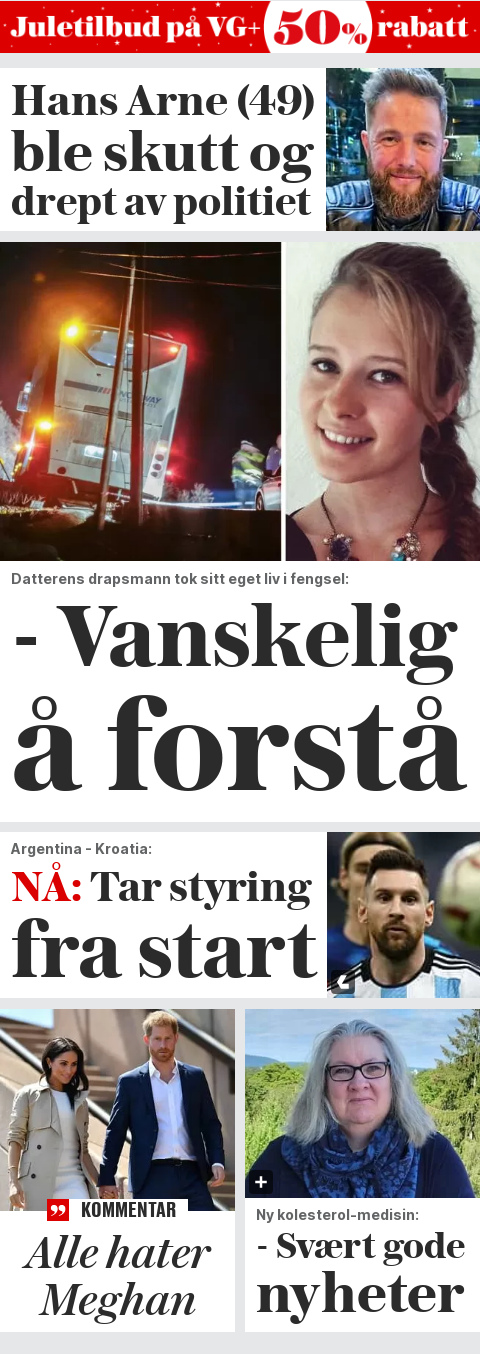 Juletilbud på VG+ 50% rabatt
Hans Arne (49)
ble skutt og
drept av politiet
NORWAY
Datterens drapsmann tok sitt eget liv i fengsel:
- Vanskelig
å forstå
Argentina - Kroatia:
NÅ: Tar styring
fra start
KOMMENTAR
Alle hater
Meghan
Ny kolesterol-medisin:
- Svært gode
nyheter